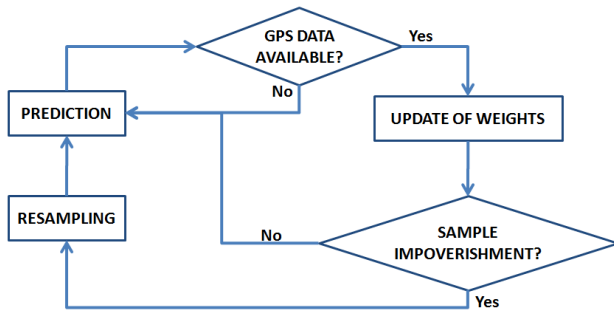 GPS DATA
AVAILABLE?
Yes
No
PREDICTION
UPDATE OF WEIGHTS
RESAMPLING
No
SAMPLE
IMPOVERISHMENT?
Yes